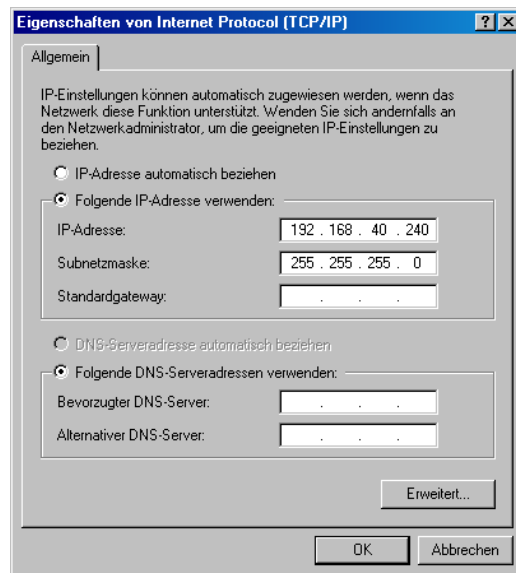 Eigenschaften von Internet Protocol (TCP/IP)
Allgemein
IP-Einstellungen können automatisch zugewiesen werden, wenn das
Netzwerk diese Funktion unterstützt. Wenden Sie sich andernfalls an
den Netzwerkadministrator, um die geeigneten IP-Einstellungen zu
beziehen.
IP-Adresse automatisch beziehen
Folgende IP-Adresse verwenden:
IP-Adresse: 192 . 168 . 40 . 240
Subnetzmaske: 255 . 255 . 255 . 0
Standardgateway: . . .
DNS-Serveradresse automatisch beziehen
Folgende DNS-Serveradressen verwenden:
Bevorzugter DNS-Server: . . .
Alternativer DNS-Server: . . .
Erweitert...
OK Abbrechen